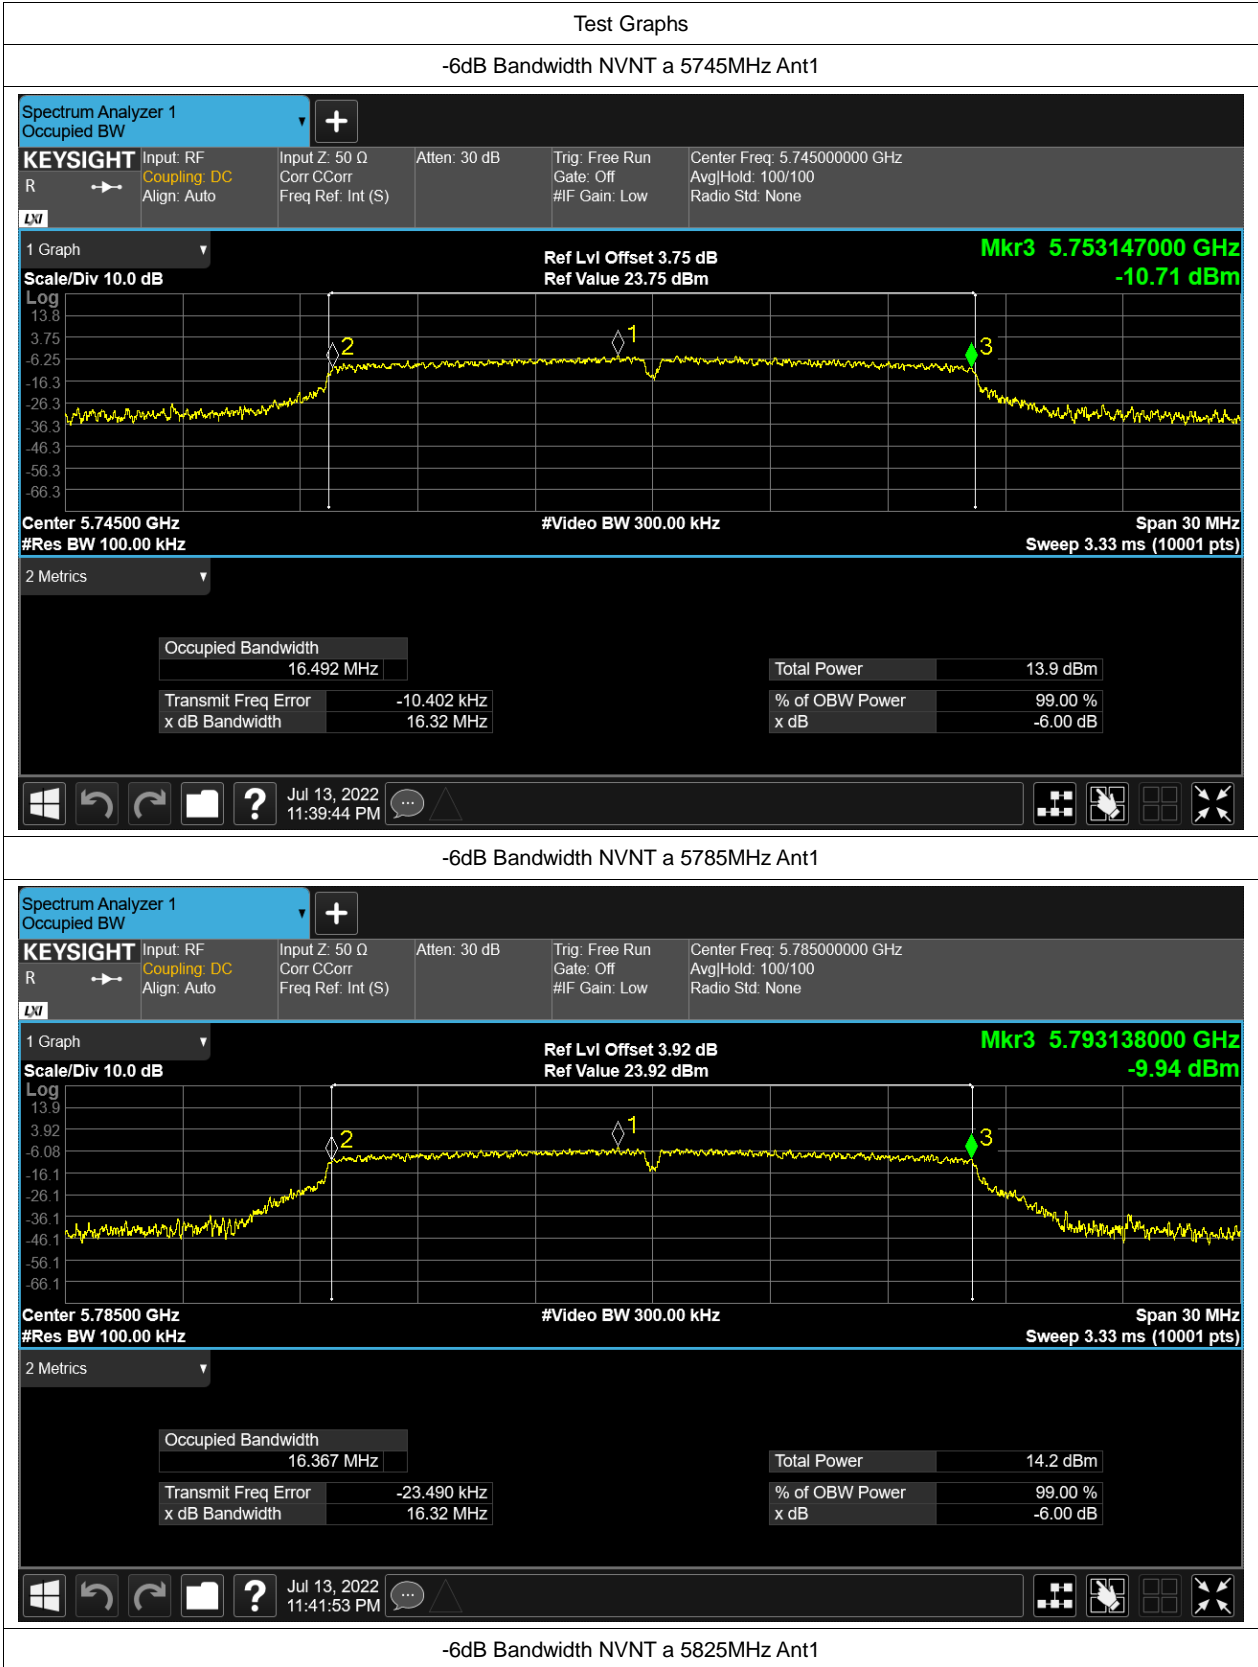 Test Graphs
-6dB Bandwidth NVNT a 5745MHz Ant1
Spectrum Analyzer 1
Occupied BW
KEYSIGHT Input: RF Input Z: 50 Ω Atten: 30 dB Trig: Free Run Center Freq: 5.745000000 GHz
R Coupling: DC Corr CCorr Gate: Off Avg|Hold: 100/100
Align: Auto Freq Ref: Int (S) #IF Gain: Low Radio Std: None
LXI
1 Graph Ref Lvl Offset 3.75 dB Mkr3 5.753147000 GHz
Scale/Div 10.0 dB Ref Value 23.75 dBm -10.71 dBm
Log
13.8
3.75
-6.25
-16.3
-26.3
-36.3
-46.3
-56.3
-66.3
2 1 3
Center 5.74500 GHz #Video BW 300.00 kHz Span 30 MHz
#Res BW 100.00 kHz Sweep 3.33 ms (10001 pts)
2 Metrics
Occupied Bandwidth
16.492 MHz Total Power 13.9 dBm
Transmit Freq Error -10.402 kHz % of OBW Power 99.00 %
x dB Bandwidth 16.32 MHz x dB -6.00 dB
? Jul 13, 2022
11:39:44 PM
-6dB Bandwidth NVNT a 5785MHz Ant1
Spectrum Analyzer 1
Occupied BW
KEYSIGHT Input: RF Input Z: 50 Ω Atten: 30 dB Trig: Free Run Center Freq: 5.785000000 GHz
R Coupling: DC Corr CCorr Gate: Off Avg|Hold: 100/100
Align: Auto Freq Ref: Int (S) #IF Gain: Low Radio Std: None
LXI
1 Graph Ref Lvl Offset 3.92 dB Mkr3 5.793138000 GHz
Scale/Div 10.0 dB Ref Value 23.92 dBm -9.94 dBm
Log
13.9
3.92
-6.08
-16.1
-26.1
-36.1
-46.1
-56.1
-66.1
2 1 3
Center 5.78500 GHz #Video BW 300.00 kHz Span 30 MHz
#Res BW 100.00 kHz Sweep 3.33 ms (10001 pts)
2 Metrics
Occupied Bandwidth
16.367 MHz Total Power 14.2 dBm
Transmit Freq Error -23.490 kHz % of OBW Power 99.00 %
x dB Bandwidth 16.32 MHz x dB -6.00 dB
? Jul 13, 2022
11:41:53 PM
-6dB Bandwidth NVNT a 5825MHz Ant1